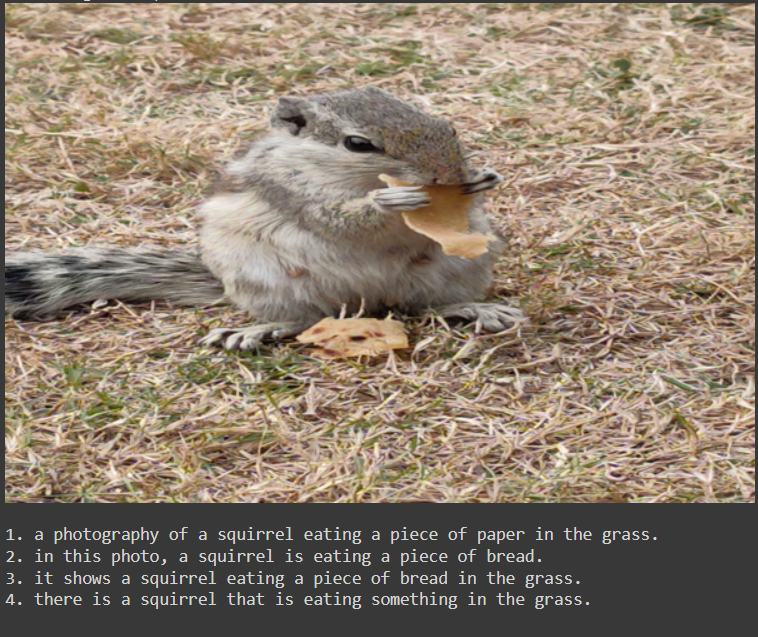 1. a photography of a squirrel eating a piece of paper in the grass.
2. in this photo, a squirrel is eating a piece of bread.
3. it shows a squirrel eating a piece of bread in the grass.
4. there is a squirrel that is eating something in the grass.